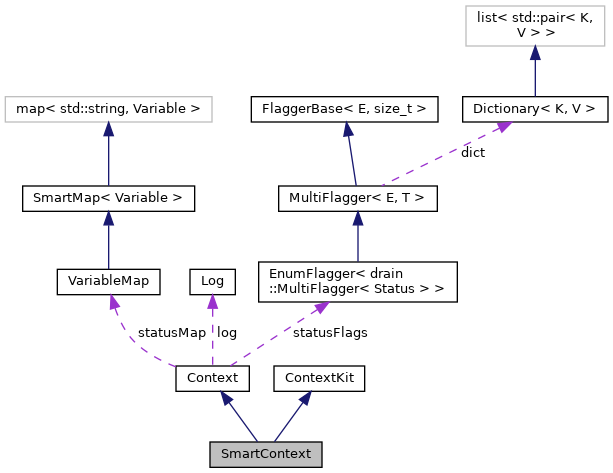 list< std::pair< K,
V > >
map< std::string, Variable >
FlaggerBase< E, size_t >
Dictionary< K, V >
dict
SmartMap< Variable >
MultiFlagger< E, T >
VariableMap
Log
EnumFlagger< drain
::MultiFlagger< Status > >
statusMap
log
statusFlags
Context
ContextKit
SmartContext